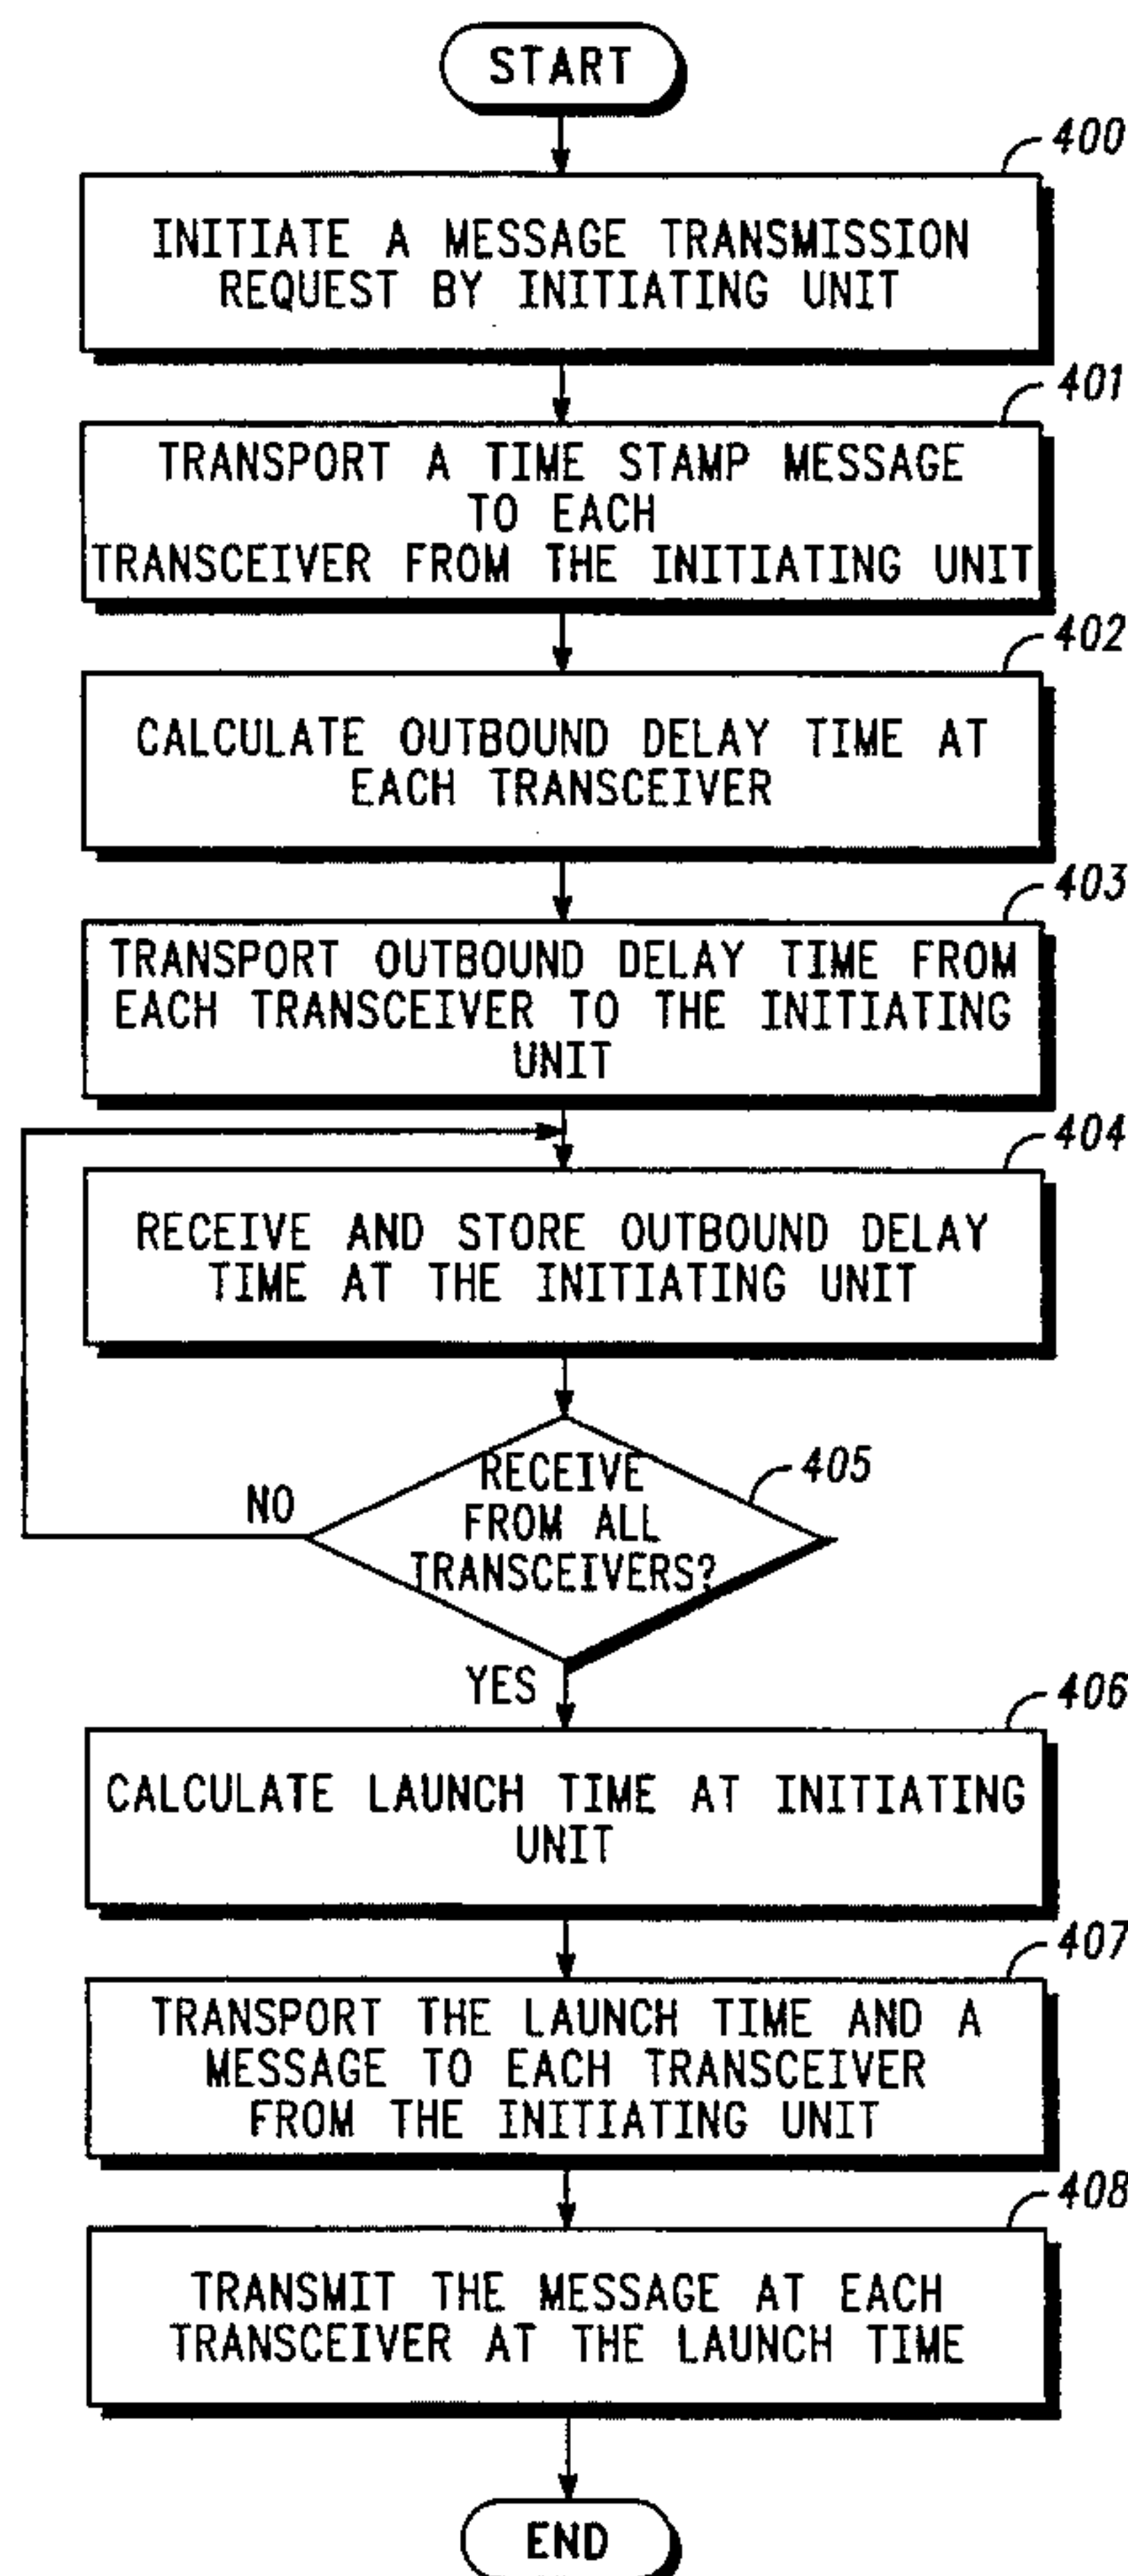 START
400
INITIATE A MESSAGE TRANSMISSION
REQUEST BY INITIATING UNIT
401
TRANSPORT A TIME STAMP MESSAGE
TO EACH
TRANSCEIVER FROM THE INITIATING UNIT
402
CALCULATE OUTBOUND DELAY TIME AT
EACH TRANSCEIVER
403
TRANSPORT OUTBOUND DELAY TIME FROM
EACH TRANSCEIVER TO THE INITIATING
UNIT
404
RECEIVE AND STORE OUTBOUND DELAY
TIME AT THE INITIATING UNIT
405
RECEIVE
FROM ALL
TRANSCEIVERS?
NO
YES
406
CALCULATE LAUNCH TIME AT INITIATING
UNIT
407
TRANSPORT THE LAUNCH TIME AND A
MESSAGE TO EACH TRANSCEIVER
FROM THE INITIATING UNIT
408
TRANSMIT THE MESSAGE AT EACH
TRANSCEIVER AT THE LAUNCH TIME
END